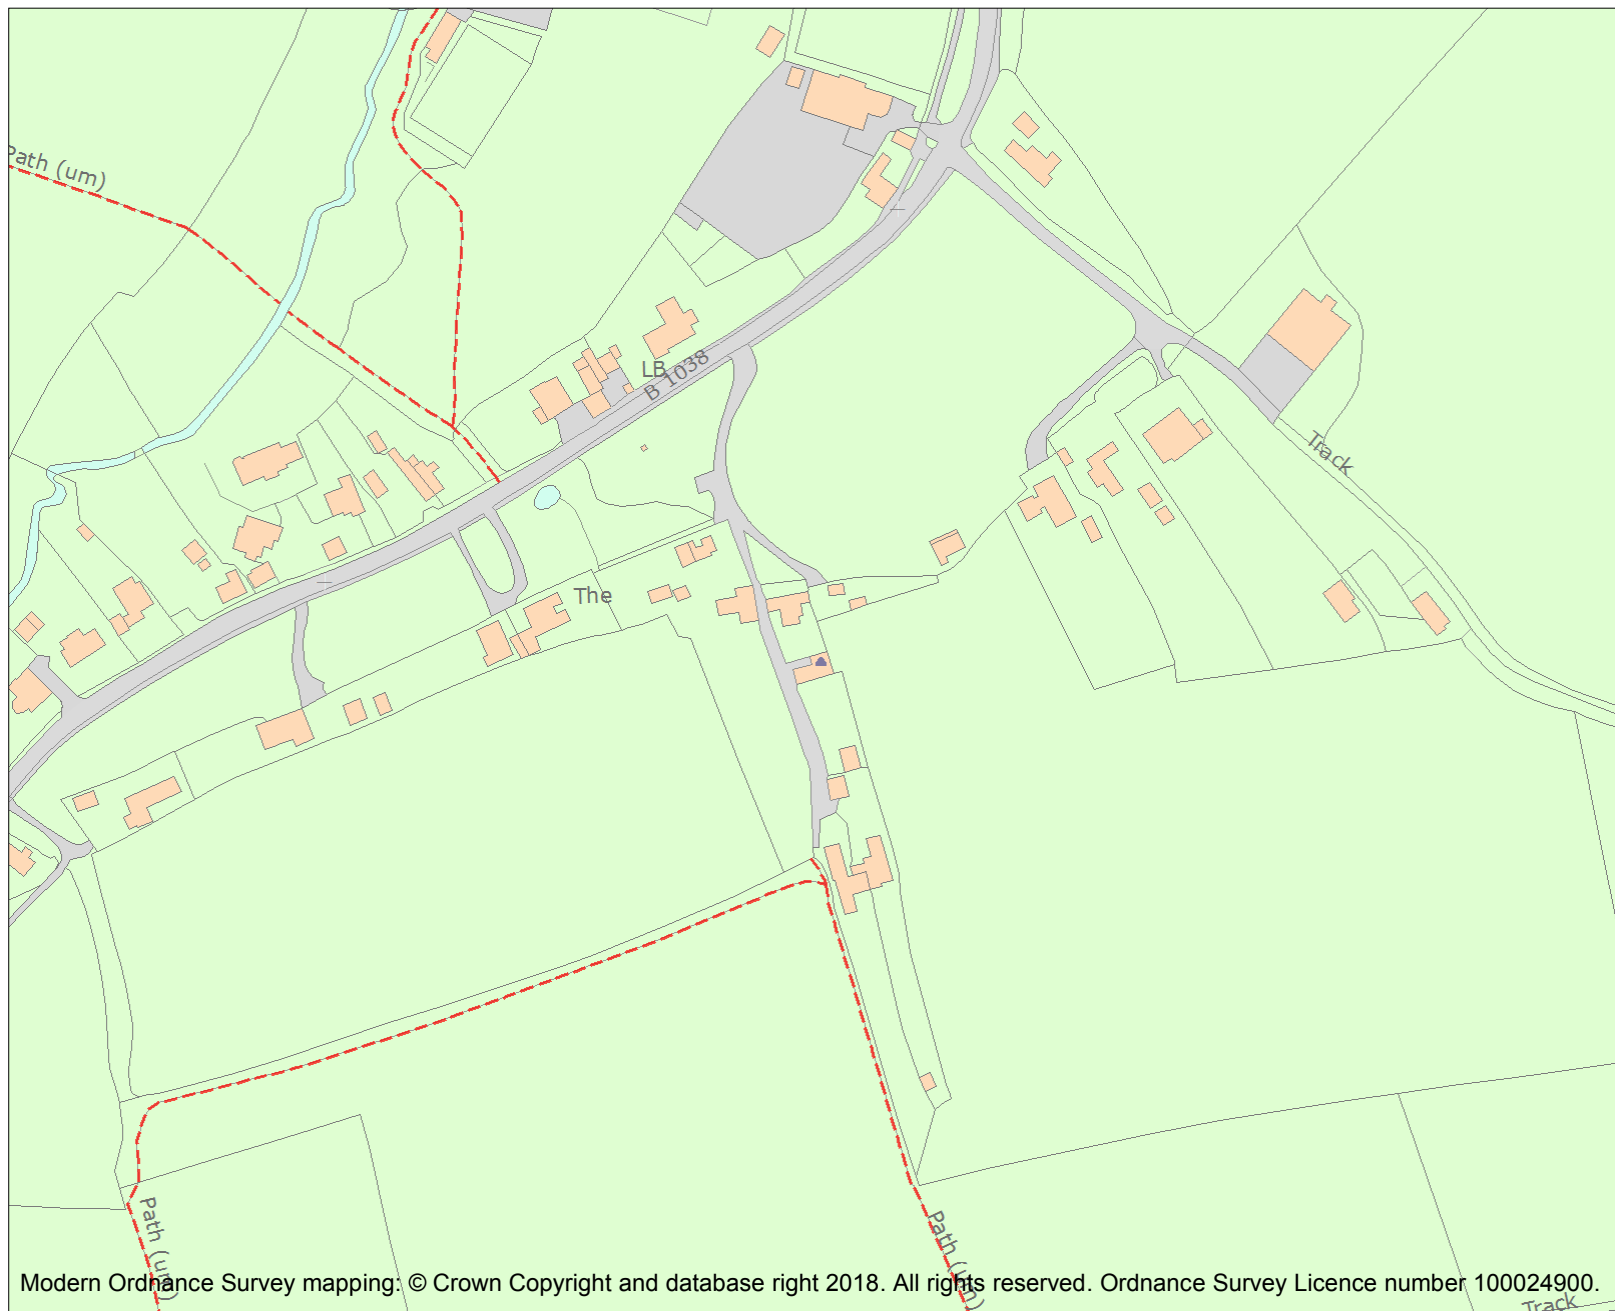 Path (um)
LB
B 1038
Track
The
Path (um)
Path (um)
Modern Ordnance Survey mapping: © Crown Copyright and database right 2018. All rights reserved. Ordnance Survey Licence number 100024900.
Track